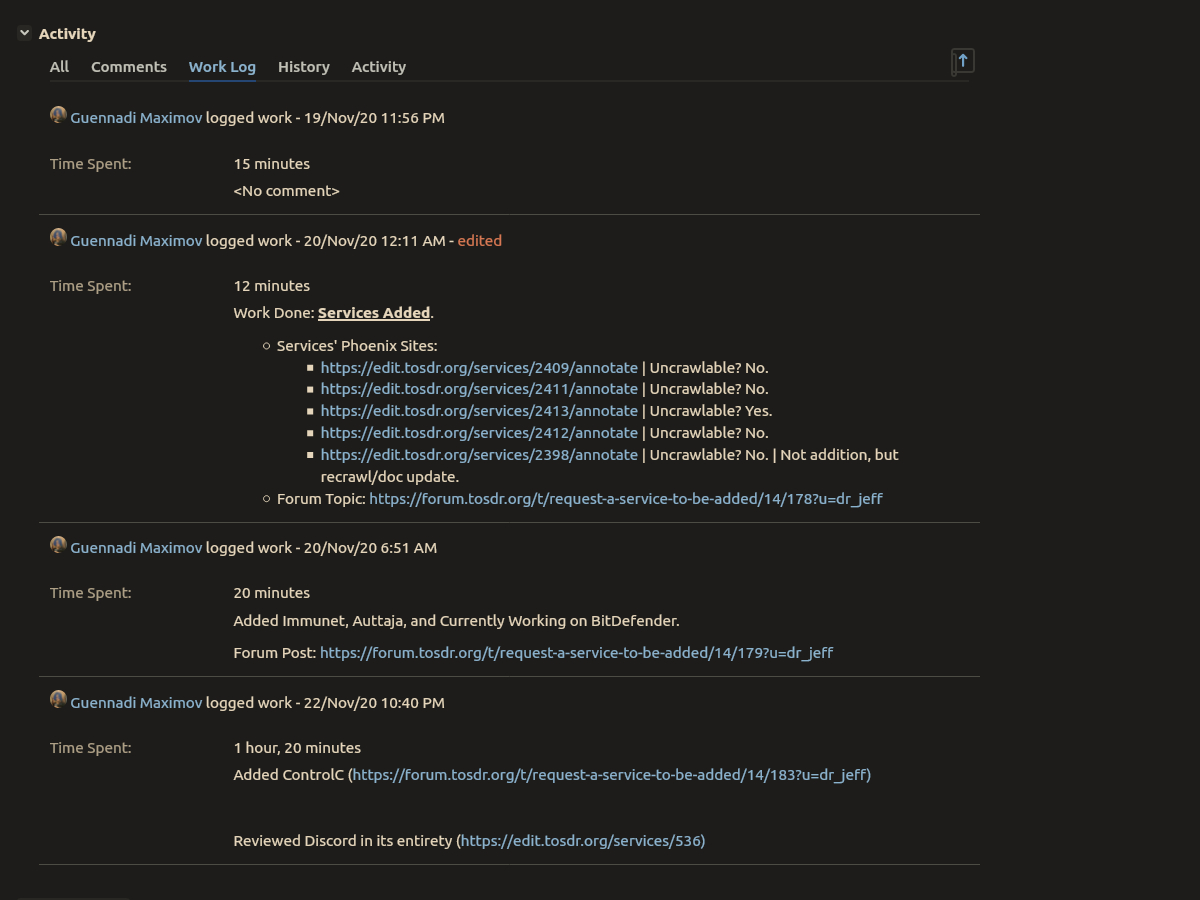 Activity
All Comments Work Log History Activity
Guennadi Maximov logged work - 19/Nov/20 11:56 PM
Time Spent: 15 minutes
<No comment>
Guennadi Maximov logged work - 20/Nov/20 12:11 AM - edited
Time Spent: 12 minutes
Work Done: Services Added.
Services' Phoenix Sites:
https://edit.tosdr.org/services/2409/annotate | Uncrawlable? No.
https://edit.tosdr.org/services/2411/annotate | Uncrawlable? No.
https://edit.tosdr.org/services/2413/annotate | Uncrawlable? Yes.
https://edit.tosdr.org/services/2412/annotate | Uncrawlable? No.
https://edit.tosdr.org/services/2398/annotate | Uncrawlable? No. | Not addition, but
recrawl/doc update.
Forum Topic: https://forum.tosdr.org/t/request-a-service-to-be-added/14/178?u=dr_jeff
Guennadi Maximov logged work - 20/Nov/20 6:51 AM
Time Spent: 20 minutes
Added Immunet, Auttaja, and Currently Working on BitDefender.
Forum Post: https://forum.tosdr.org/t/request-a-service-to-be-added/14/179?u=dr_jeff
Guennadi Maximov logged work - 22/Nov/20 10:40 PM
Time Spent: 1 hour, 20 minutes
Added ControlC (https://forum.tosdr.org/t/request-a-service-to-be-added/14/183?u=dr_jeff)
Reviewed Discord in its entirety (https://edit.tosdr.org/services/536)